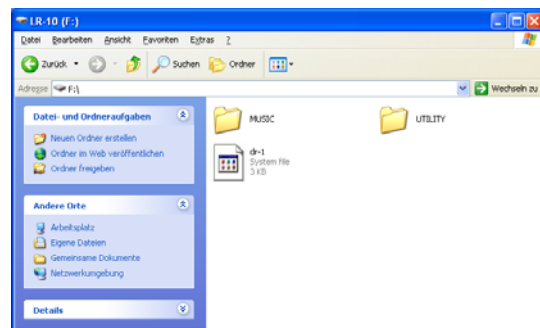 LR-10 (F:)
Datei Bearbeiten Ansicht Favoriten Extras ?
Zurück Suchen Ordner
Adresse F:\ Wechseln zu
Datei- und Ordneraufgaben
Neuen Ordner erstellen
Ordner im Web veröffentlichen
Ordner freigeben
Andere Orte
Arbeitsplatz
Eigene Dateien
Gemeinsame Dokumente
Netzwerkumgebung
Details
MUSIC UTILITY
dr-1
System file
3 KB